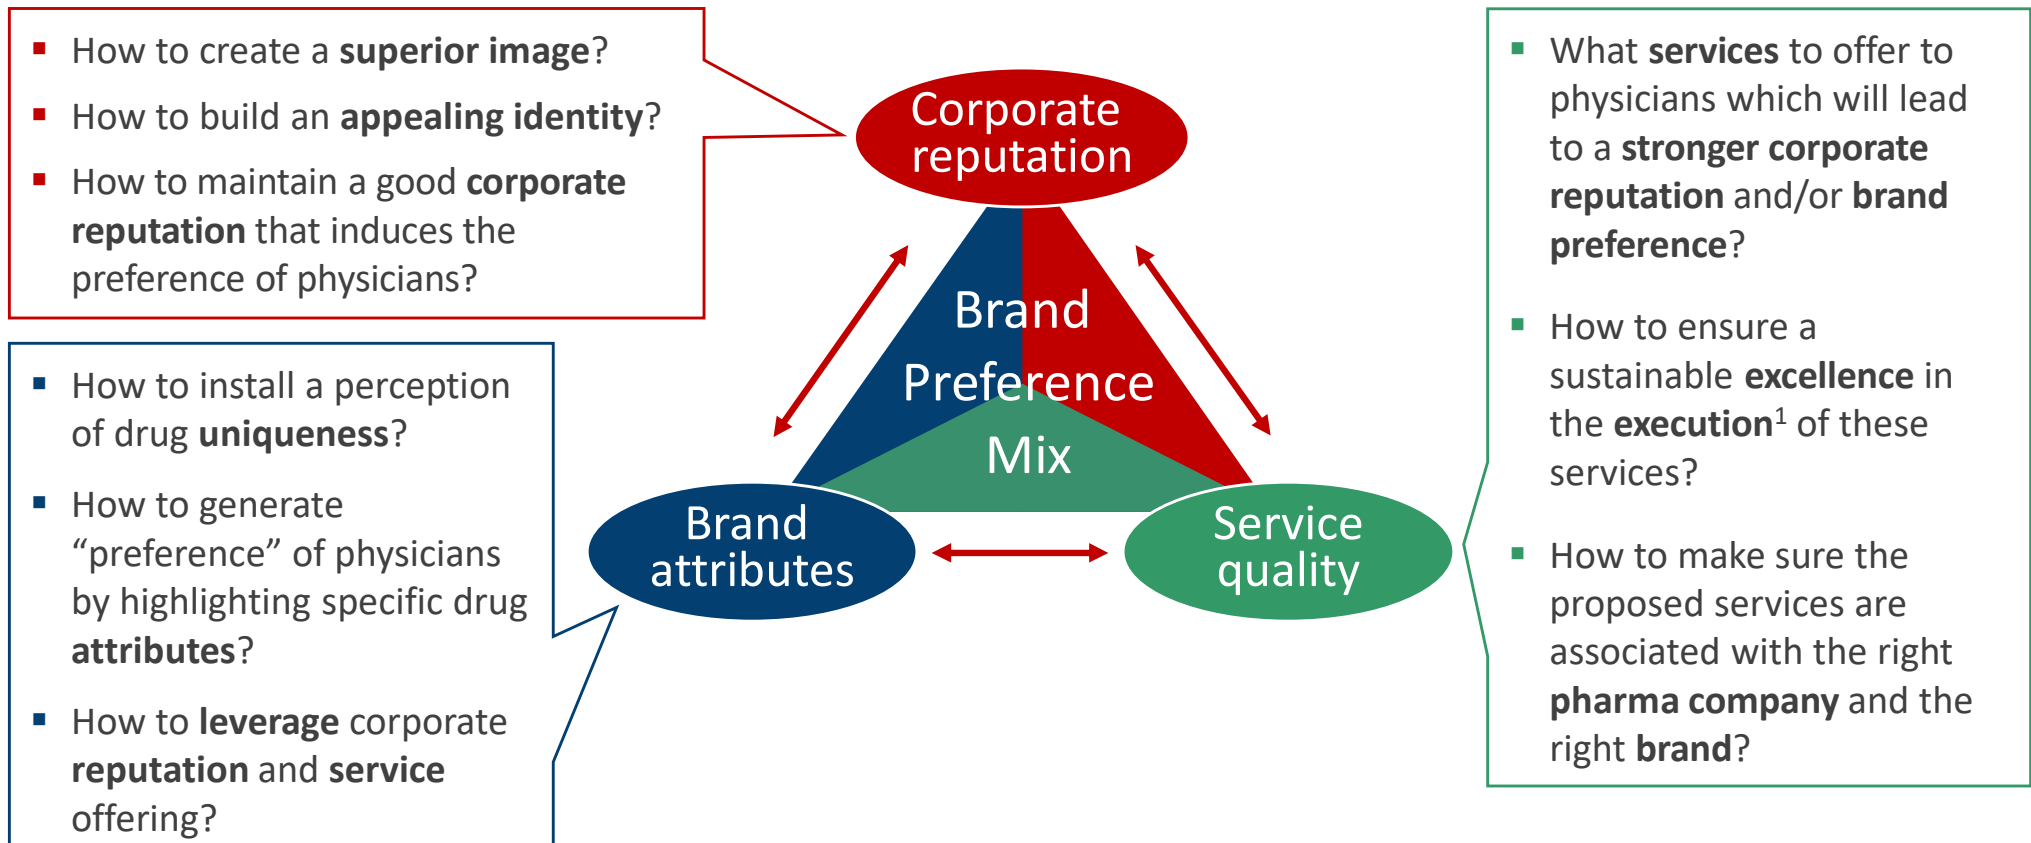 ▪ How to create a superior image?
▪ How to build an appealing identity?
▪ How to maintain a good corporate
reputation that induces the
preference of physicians?
▪ How to install a perception
of drug uniqueness?
▪ How to generate
“preference” of physicians
by highlighting specific drug
attributes?
▪ How to leverage corporate
reputation and service
offering?
Corporate
reputation
Brand
Preference
Mix
Brand
attributes
Service
quality
▪ What services to offer to
physicians which will lead
to a stronger corporate
reputation and/or brand
preference?
▪ How to ensure a
sustainable excellence in
the execution¹ of these
services?
▪ How to make sure the
proposed services are
associated with the right
pharma company and the
right brand?